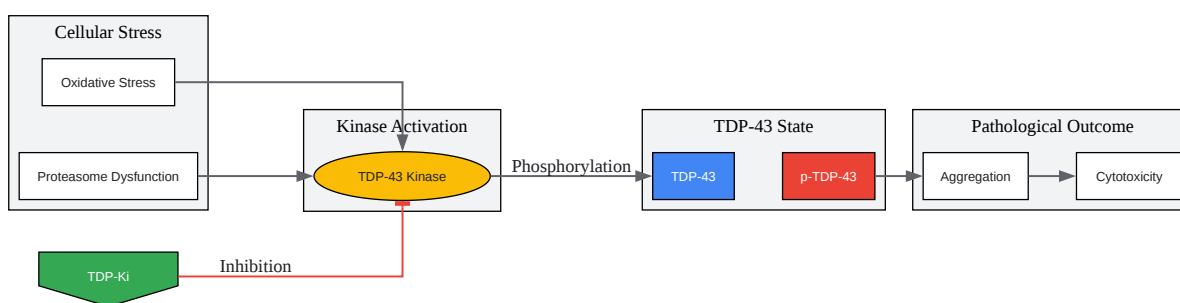 Cellular Stress
Oxidative Stress
Proteasome Dysfunction
Kinase Activation
TDP-43 Kinase
Phosphorylation
TDP-43 State
TDP-43
p-TDP-43
Pathological Outcome
Aggregation
Cytotoxicity
TDP-Ki
Inhibition